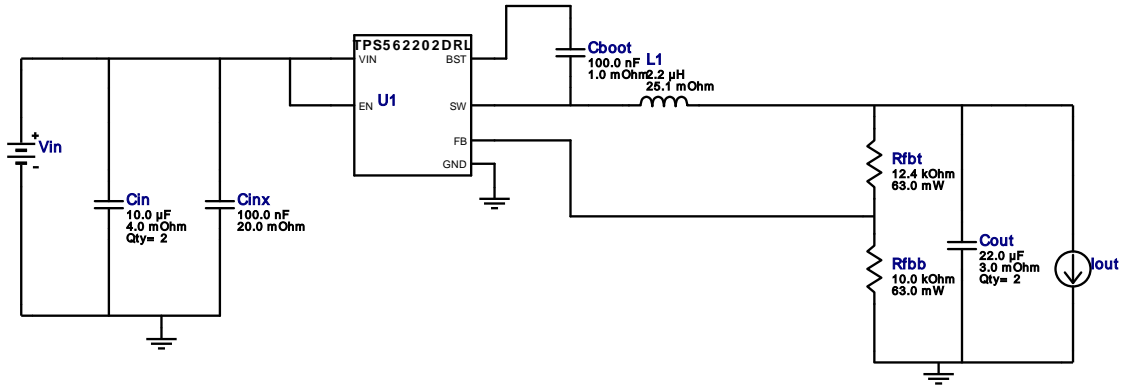 TPS562202DRL
VIN
BST
EN
U1
SW
FB
GND
Cboot
100.0 nF
1.0 mOhm
L1
2.2 µH
25.1 mOhm
+
Vin
-
Cin
10.0 µF
4.0 mOhm
Qty= 2
Cinx
100.0 nF
20.0 mOhm
Rfbt
12.4 kOhm
63.0 mW
Rfbb
10.0 kOhm
63.0 mW
Cout
22.0 µF
3.0 mOhm
Qty= 2
Iout